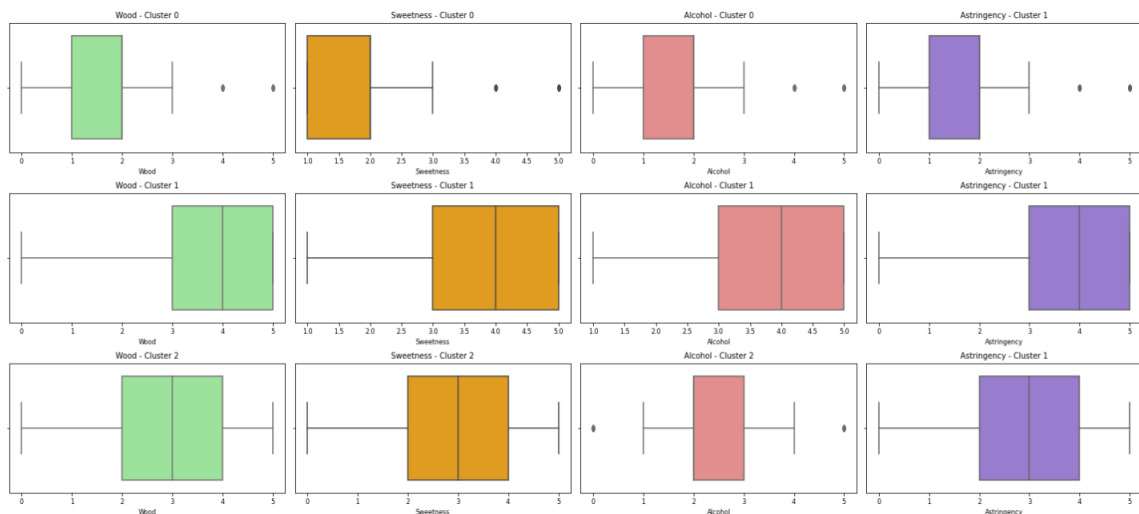 Wood - Cluster 0 Sweetness - Cluster 0 Alcohol - Cluster 0 Astringency - Cluster 1
0 1 2 3 4 5 1.0 1.5 2.0 2.5 3.0 3.5 4.0 4.5 5.0 0 1 2 3 4 5 0 1 2 3 4 5
Wood Sweetness Alcohol Astringency
Wood - Cluster 1 Sweetness - Cluster 1 Alcohol - Cluster 1 Astringency - Cluster 1
0 1 2 3 4 5 1.0 1.5 2.0 2.5 3.0 3.5 4.0 4.5 5.0 1.0 1.5 2.0 2.5 3.0 3.5 4.0 4.5 5.0 0 1 2 3 4 5
Wood Sweetness Alcohol Astringency
Wood - Cluster 2 Sweetness - Cluster 2 Alcohol - Cluster 2 Astringency - Cluster 1
0 1 2 3 4 5 0 1 2 3 4 5 0 1 2 3 4 5 0 1 2 3 4 5
Wood Sweetness Alcohol Astringency